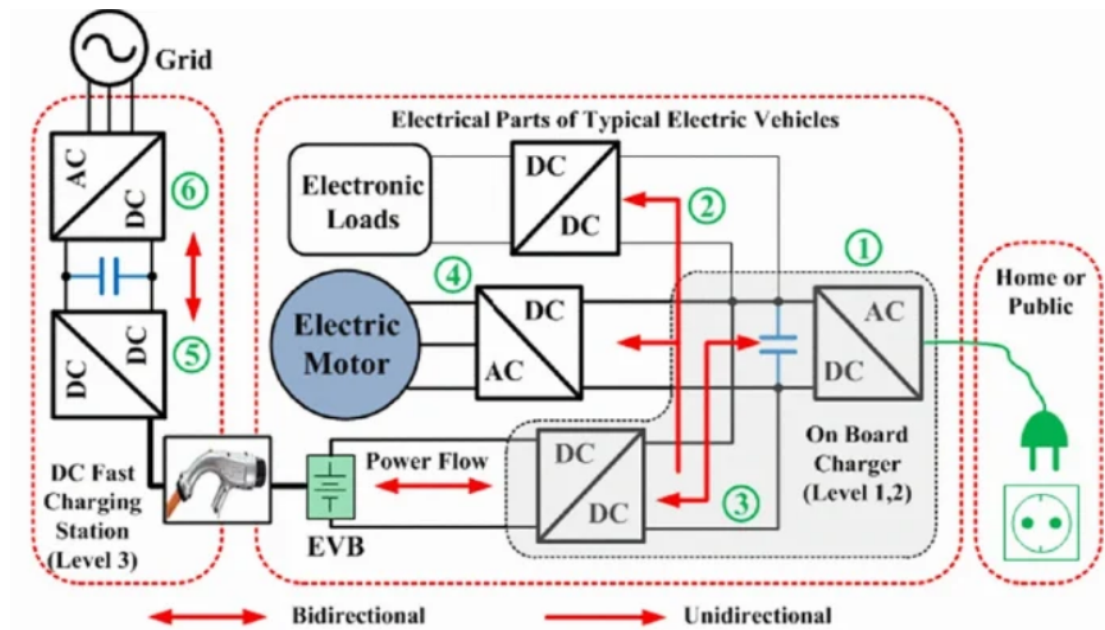 Grid
Electrical Parts of Typical Electric Vehicles
AC
DC
⑥
Electronic
Loads
DC
DC
②
①
Home or
Public
④
Electric
Motor
DC
AC
AC
DC
DC
DC
⑤
On Board
Charger
(Level 1,2)
DC Fast
Charging
Station
(Level 3)
Power Flow
EVB
DC
DC
③
Bidirectional
Unidirectional